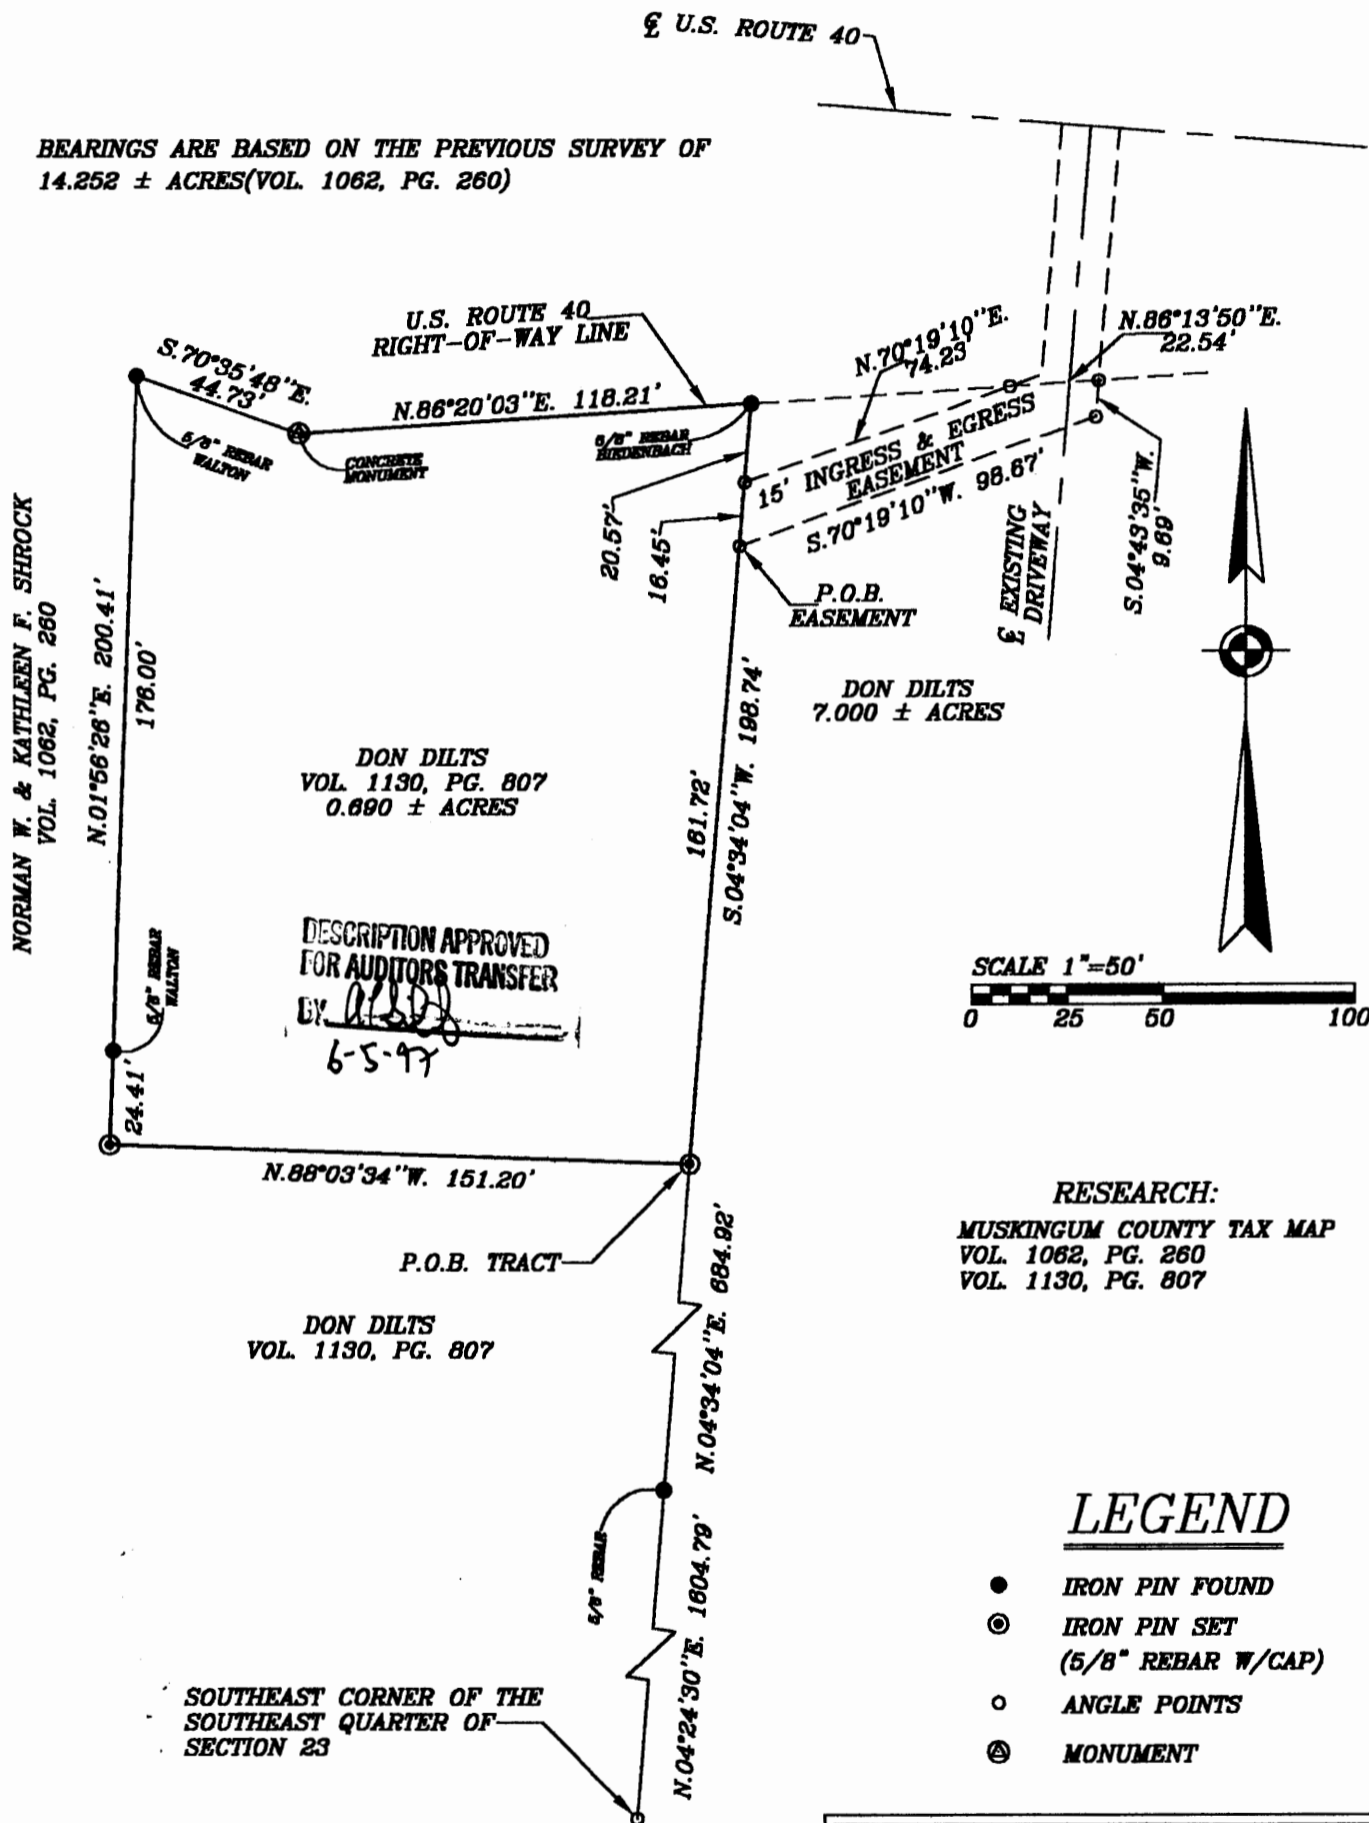 ℄ U.S. ROUTE 40
BEARINGS ARE BASED ON THE PREVIOUS SURVEY OF
14.252 ± ACRES(VOL. 1062, PG. 260)
U.S. ROUTE 40
RIGHT-OF-WAY LINE
S.70°35'48"E.
44.73'
N.86°20'03"E. 118.21'
N.70°19'10"E.
74.23'
N.86°13'50"E.
22.54'
5/8" REBAR
WALTON
CONCRETE
MONUMENT
5/8" REBAR
BIEDENBACH
15' INGRESS & EGRESS
EASEMENT
S.70°19'10"W. 98.67'
20.57'
16.45'
P.O.B.
EASEMENT
℄ EXISTING
DRIVEWAY
S.04°43'35"W.
9.69'
NORMAN W. & KATHLEEN F. SHROCK
VOL. 1062, PG. 260
N.01°56'26"E. 200.41'
176.00'
DON DILTS
7.000 ± ACRES
DON DILTS
VOL. 1130, PG. 807
0.690 ± ACRES
161.72'
S.04°34'04"W. 198.74'
DESCRIPTION APPROVED
FOR AUDITORS TRANSFER
BY
6-5-97
5/8" REBAR
WALTON
24.41'
SCALE 1"=50'
0 25 50 100
N.88°03'34"W. 151.20'
P.O.B. TRACT
RESEARCH:
MUSKINGUM COUNTY TAX MAP
VOL. 1062, PG. 260
VOL. 1130, PG. 807
DON DILTS
VOL. 1130, PG. 807
N.04°34'04"E. 684.92'
5/8" REBAR
N.04°24'30"E. 1604.79'
SOUTHEAST CORNER OF THE
SOUTHEAST QUARTER OF
SECTION 23
LEGEND
IRON PIN FOUND
IRON PIN SET
(5/8" REBAR W/CAP)
ANGLE POINTS
MONUMENT